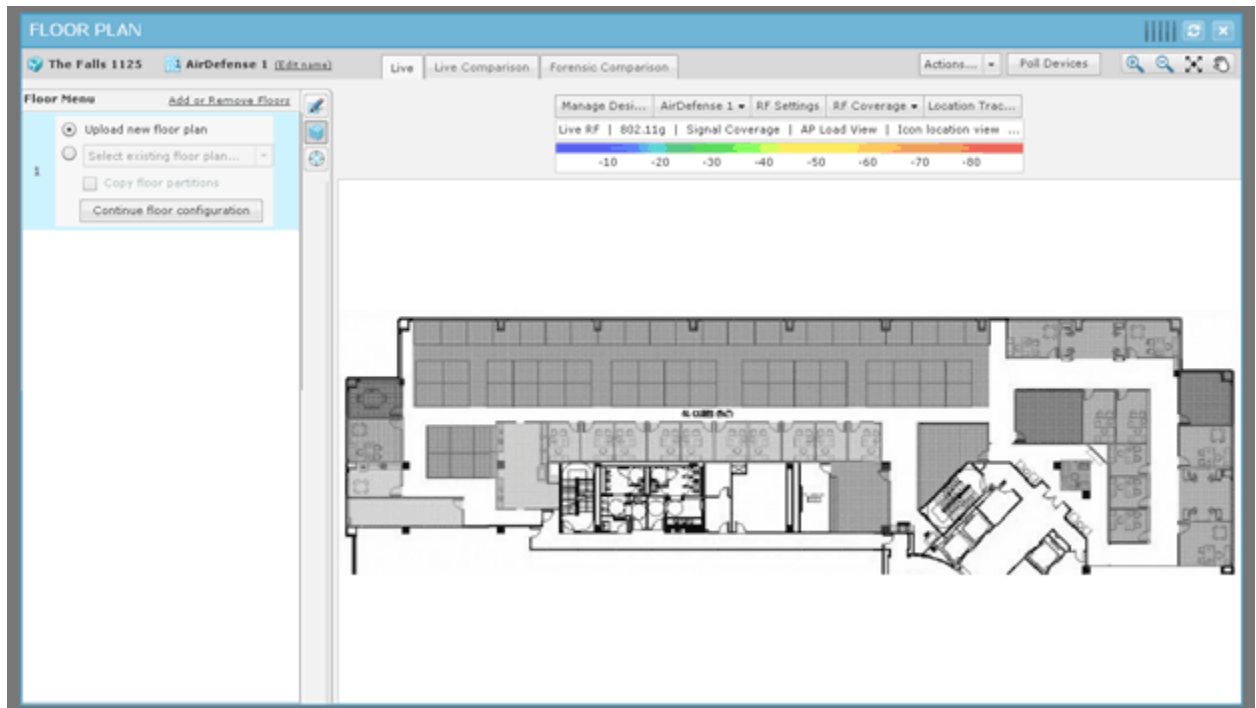 FLOOR PLAN
The Falls 1125 1 AirDefense 1 (Edit name)
Live Live Comparison Forensic Comparison
Actions... Poll Devices
Floor Menu Add or Remove Floors
Manage Desi... AirDefense 1 RF Settings RF Coverage Location Trac...
Live RF | 802.11g | Signal Coverage | AP Load View | Icon location view ...
-10 -20 -30 -40 -50 -60 -70 -80
Upload new floor plan
Select existing floor plan...
1
Copy floor partitions
Continue floor configuration